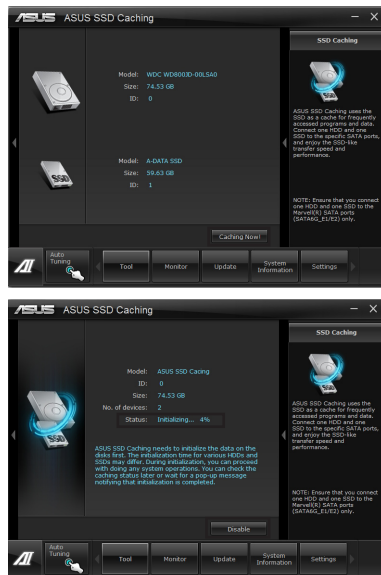 ASUS ASUS SSD Caching
SSD Caching
Model: WDC WD800JD-00LSA0
Size: 74.53 GB
ID: 0
SSD
Model: A-DATA SSD
Size: 59.63 GB
ID: 1
Caching Now!
SSD
ASUS SSD Caching uses the
SSD as a cache for frequently
accessed programs and data.
Connect one HDD and one
SSD to the specific SATA ports,
and enjoy the SSD-like
transfer speed and
performance.
NOTE: Ensure that you connect
one HDD and one SSD to the
Marvell(R) SATA ports
(SATA6G_E1/E2) only.
AI
Auto
Tuning
Tool
Monitor
Update
System
Information
Settings
ASUS ASUS SSD Caching
SSD Caching
SSD
Model: ASUS SSD Cacing
ID: 0
Size: 74.53 GB
No. of devices: 2
Status: Initializing... 4%
ASUS SSD Caching needs to initialize the data on the
disks first. The initialization time for various HDDs and
SSDs may differ. During initialization, you can proceed
with doing any system operations. You can check the
caching status later or wait for a pop-up message
notifying that initialization is completed.
Disable
SSD
ASUS SSD Caching uses the
SSD as a cache for frequently
accessed programs and data.
Connect one HDD and one
SSD to the specific SATA ports,
and enjoy the SSD-like
transfer speed and
performance.
NOTE: Ensure that you connect
one HDD and one SSD to the
Marvell(R) SATA ports
(SATA6G_E1/E2) only.
AI
Auto
Tuning
Tool
Monitor
Update
System
Information
Settings